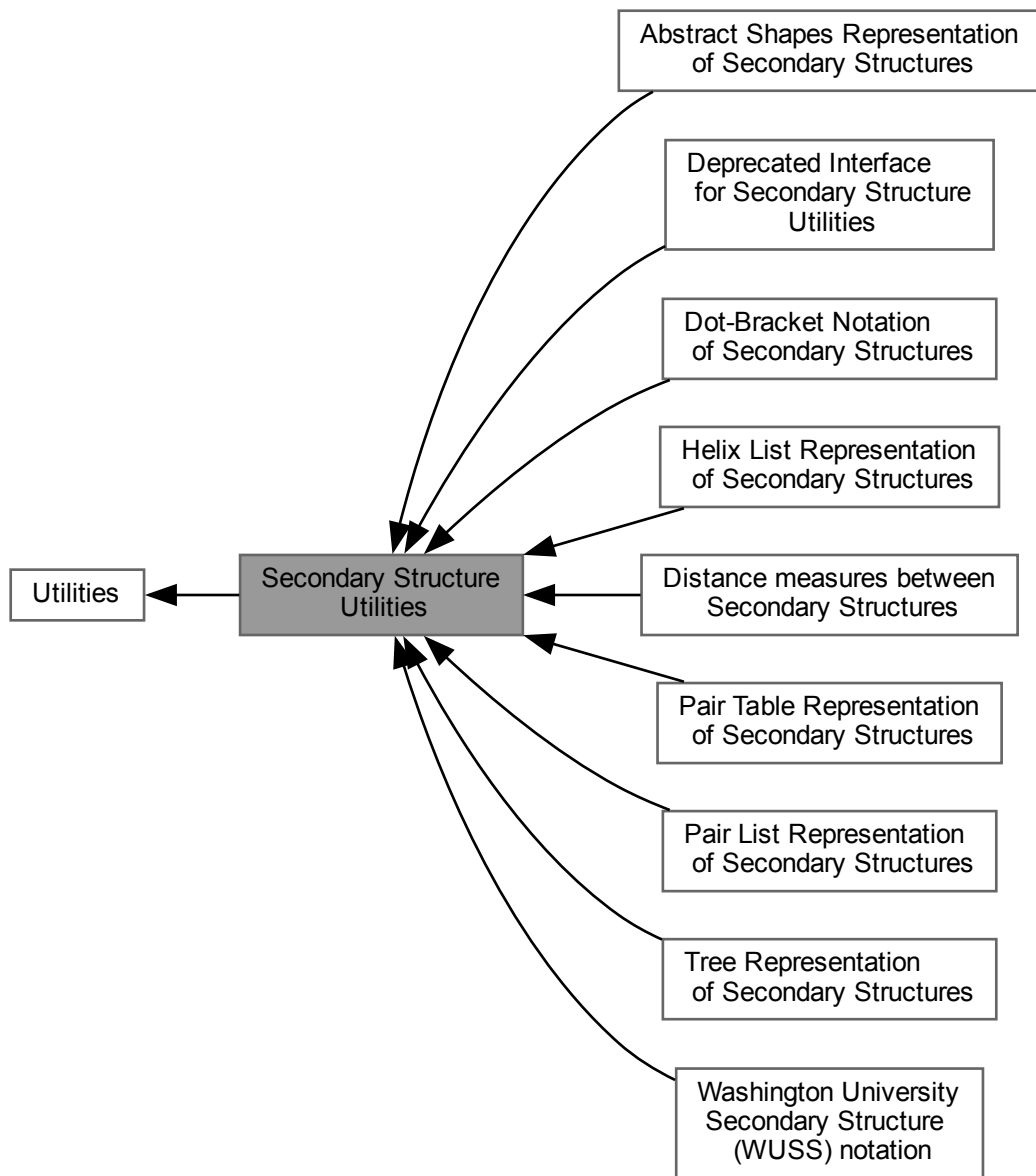 Abstract Shapes Representation
of Secondary Structures
Deprecated Interface
for Secondary Structure
Utilities
Dot-Bracket Notation
of Secondary Structures
Helix List Representation
of Secondary Structures
Utilities
Secondary Structure
Utilities
Distance measures between
Secondary Structures
Pair Table Representation
of Secondary Structures
Pair List Representation
of Secondary Structures
Tree Representation
of Secondary Structures
Washington University
Secondary Structure
(WUSS) notation